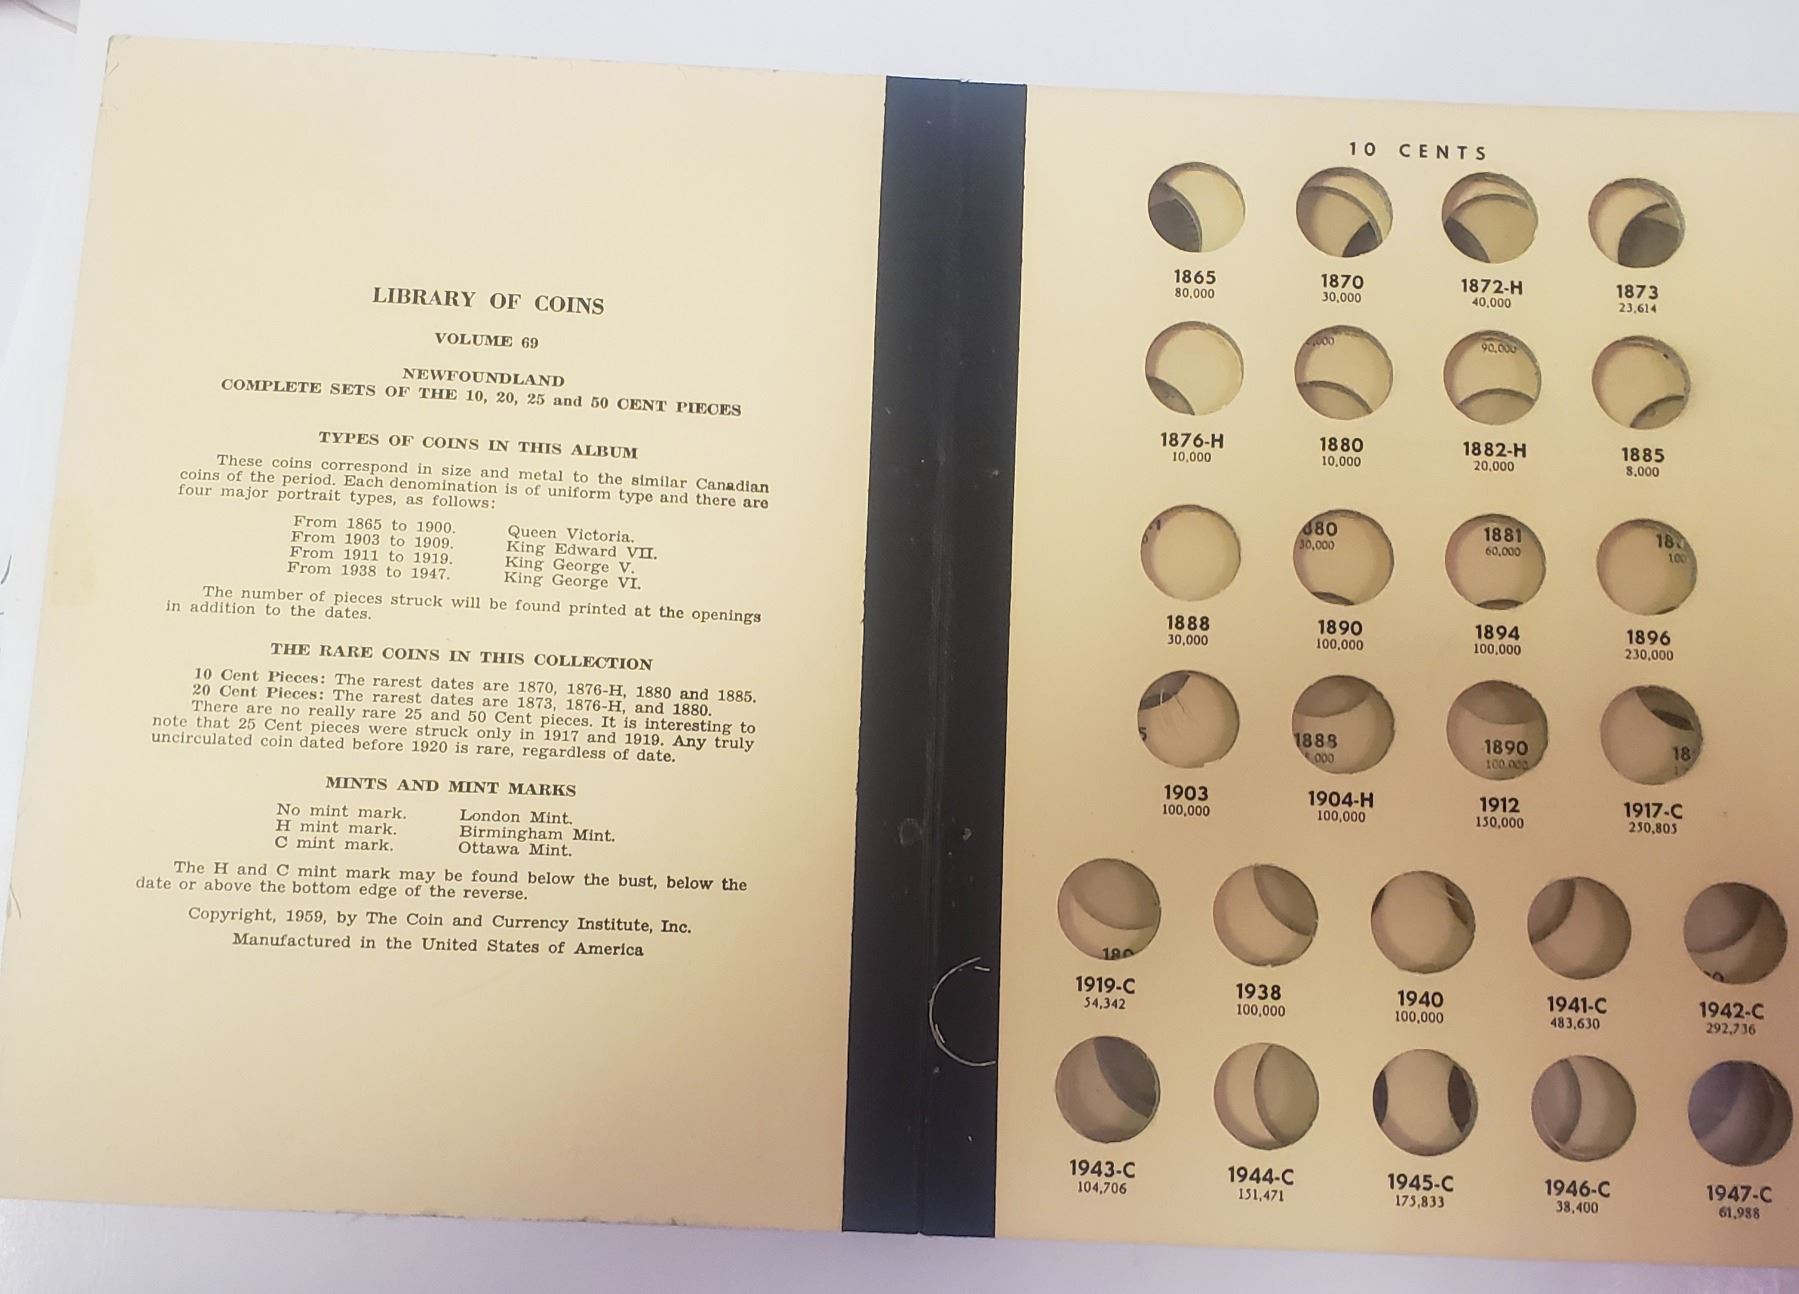 LIBRARY OF COINS
VOLUME 69
NEWFOUNDLAND
COMPLETE SETS OF THE 10, 20, 25 and 50 CENT PIECES
TYPES OF COINS IN THIS ALBUM
These coins correspond in size and metal to the similar Canadian
coins of the period. Each denomination is of uniform type and there are
four major portrait types, as follows:
From 1865 to 1900. Queen Victoria.
From 1903 to 1909. King Edward VII.
From 1911 to 1919. King George V.
From 1938 to 1947. King George VI.
The number of pieces struck will be found printed at the openings
in addition to the dates.
THE RARE COINS IN THIS COLLECTION
10 Cent Pieces: The rarest dates are 1870, 1876-H, 1880 and 1885.
20 Cent Pieces: The rarest dates are 1873, 1876-H, and 1880.
There are no really rare 25 and 50 Cent pieces. It is interesting to
note that 25 Cent pieces were struck only in 1917 and 1919. Any truly
uncirculated coin dated before 1920 is rare, regardless of date.
MINTS AND MINT MARKS
No mint mark. London Mint.
H mint mark. Birmingham Mint.
C mint mark. Ottawa Mint.
The H and C mint mark may be found below the bust, below the
date or above the bottom edge of the reverse.
Copyright, 1959, by The Coin and Currency Institute, Inc.
Manufactured in the United States of America
10 CENTS
1865 1870 1872-H 1873
80,000 30,000 40,000 23,614
90,000
1876-H 1880 1882-H 1885
10,000 10,000 20,000 8,000
1881
30,000 60,000
1888 1890 1894 1896
30,000 100,000 100,000 230,000
1888 1890
100,000
1903 1904-H 1912 1917-C
100,000 100,000 150,000 250,805
1919-C 1938 1940 1941-C 1942-C
54,342 100,000 100,000 483,630 292,736
1943-C 1944-C 1945-C 1946-C 1947-C
104,706 151,471 175,833 38,400 61,988